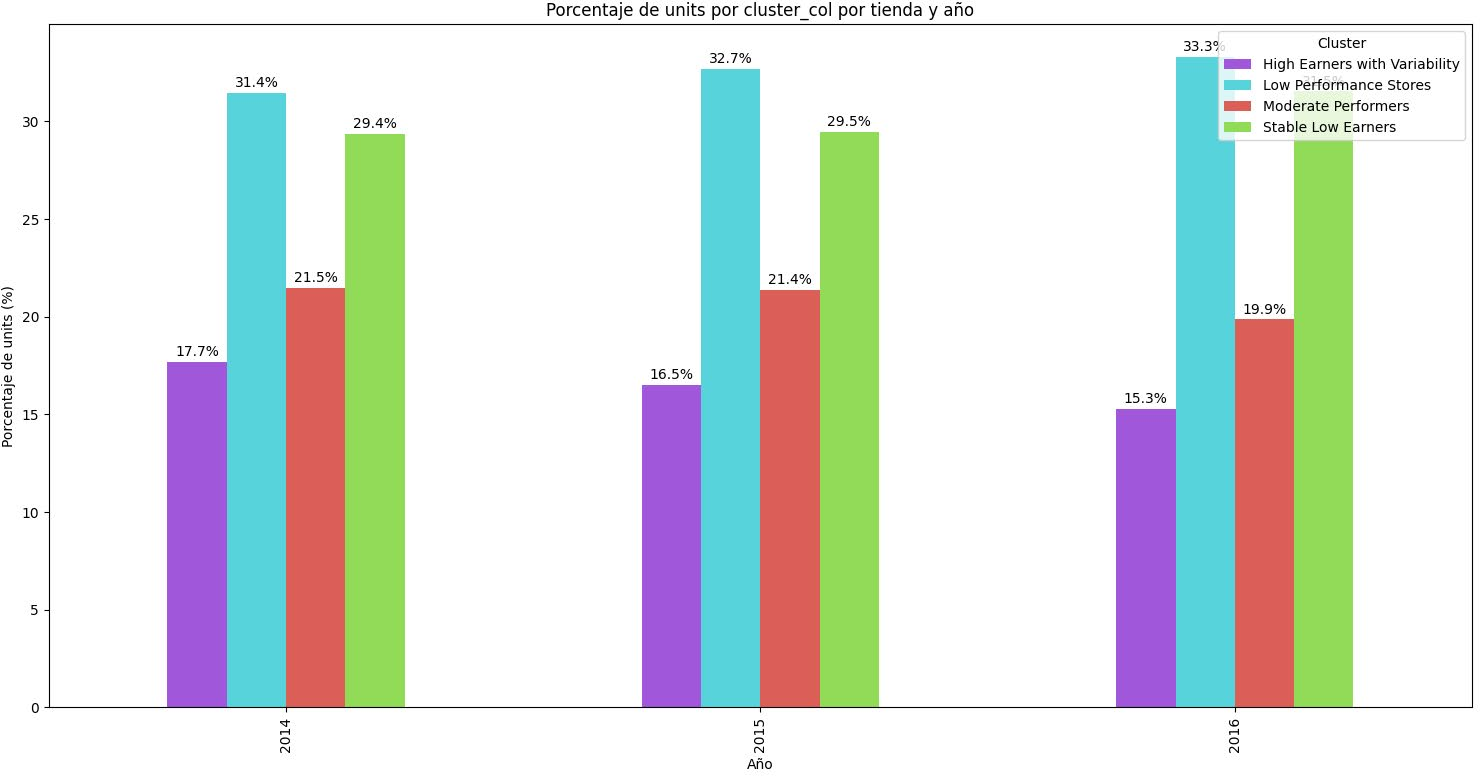 Porcentaje de units por cluster_col por tienda y año
Porcentaje de units (%)
30
25
20
15
10
5
0
17.7%
31.4%
21.5%
29.4%
16.5%
32.7%
21.4%
29.5%
15.3%
33.3%
19.9%
31.5%
Cluster
High Earners with Variability
Low Performance Stores
Moderate Performers
Stable Low Earners
2014
2015
2016
Año